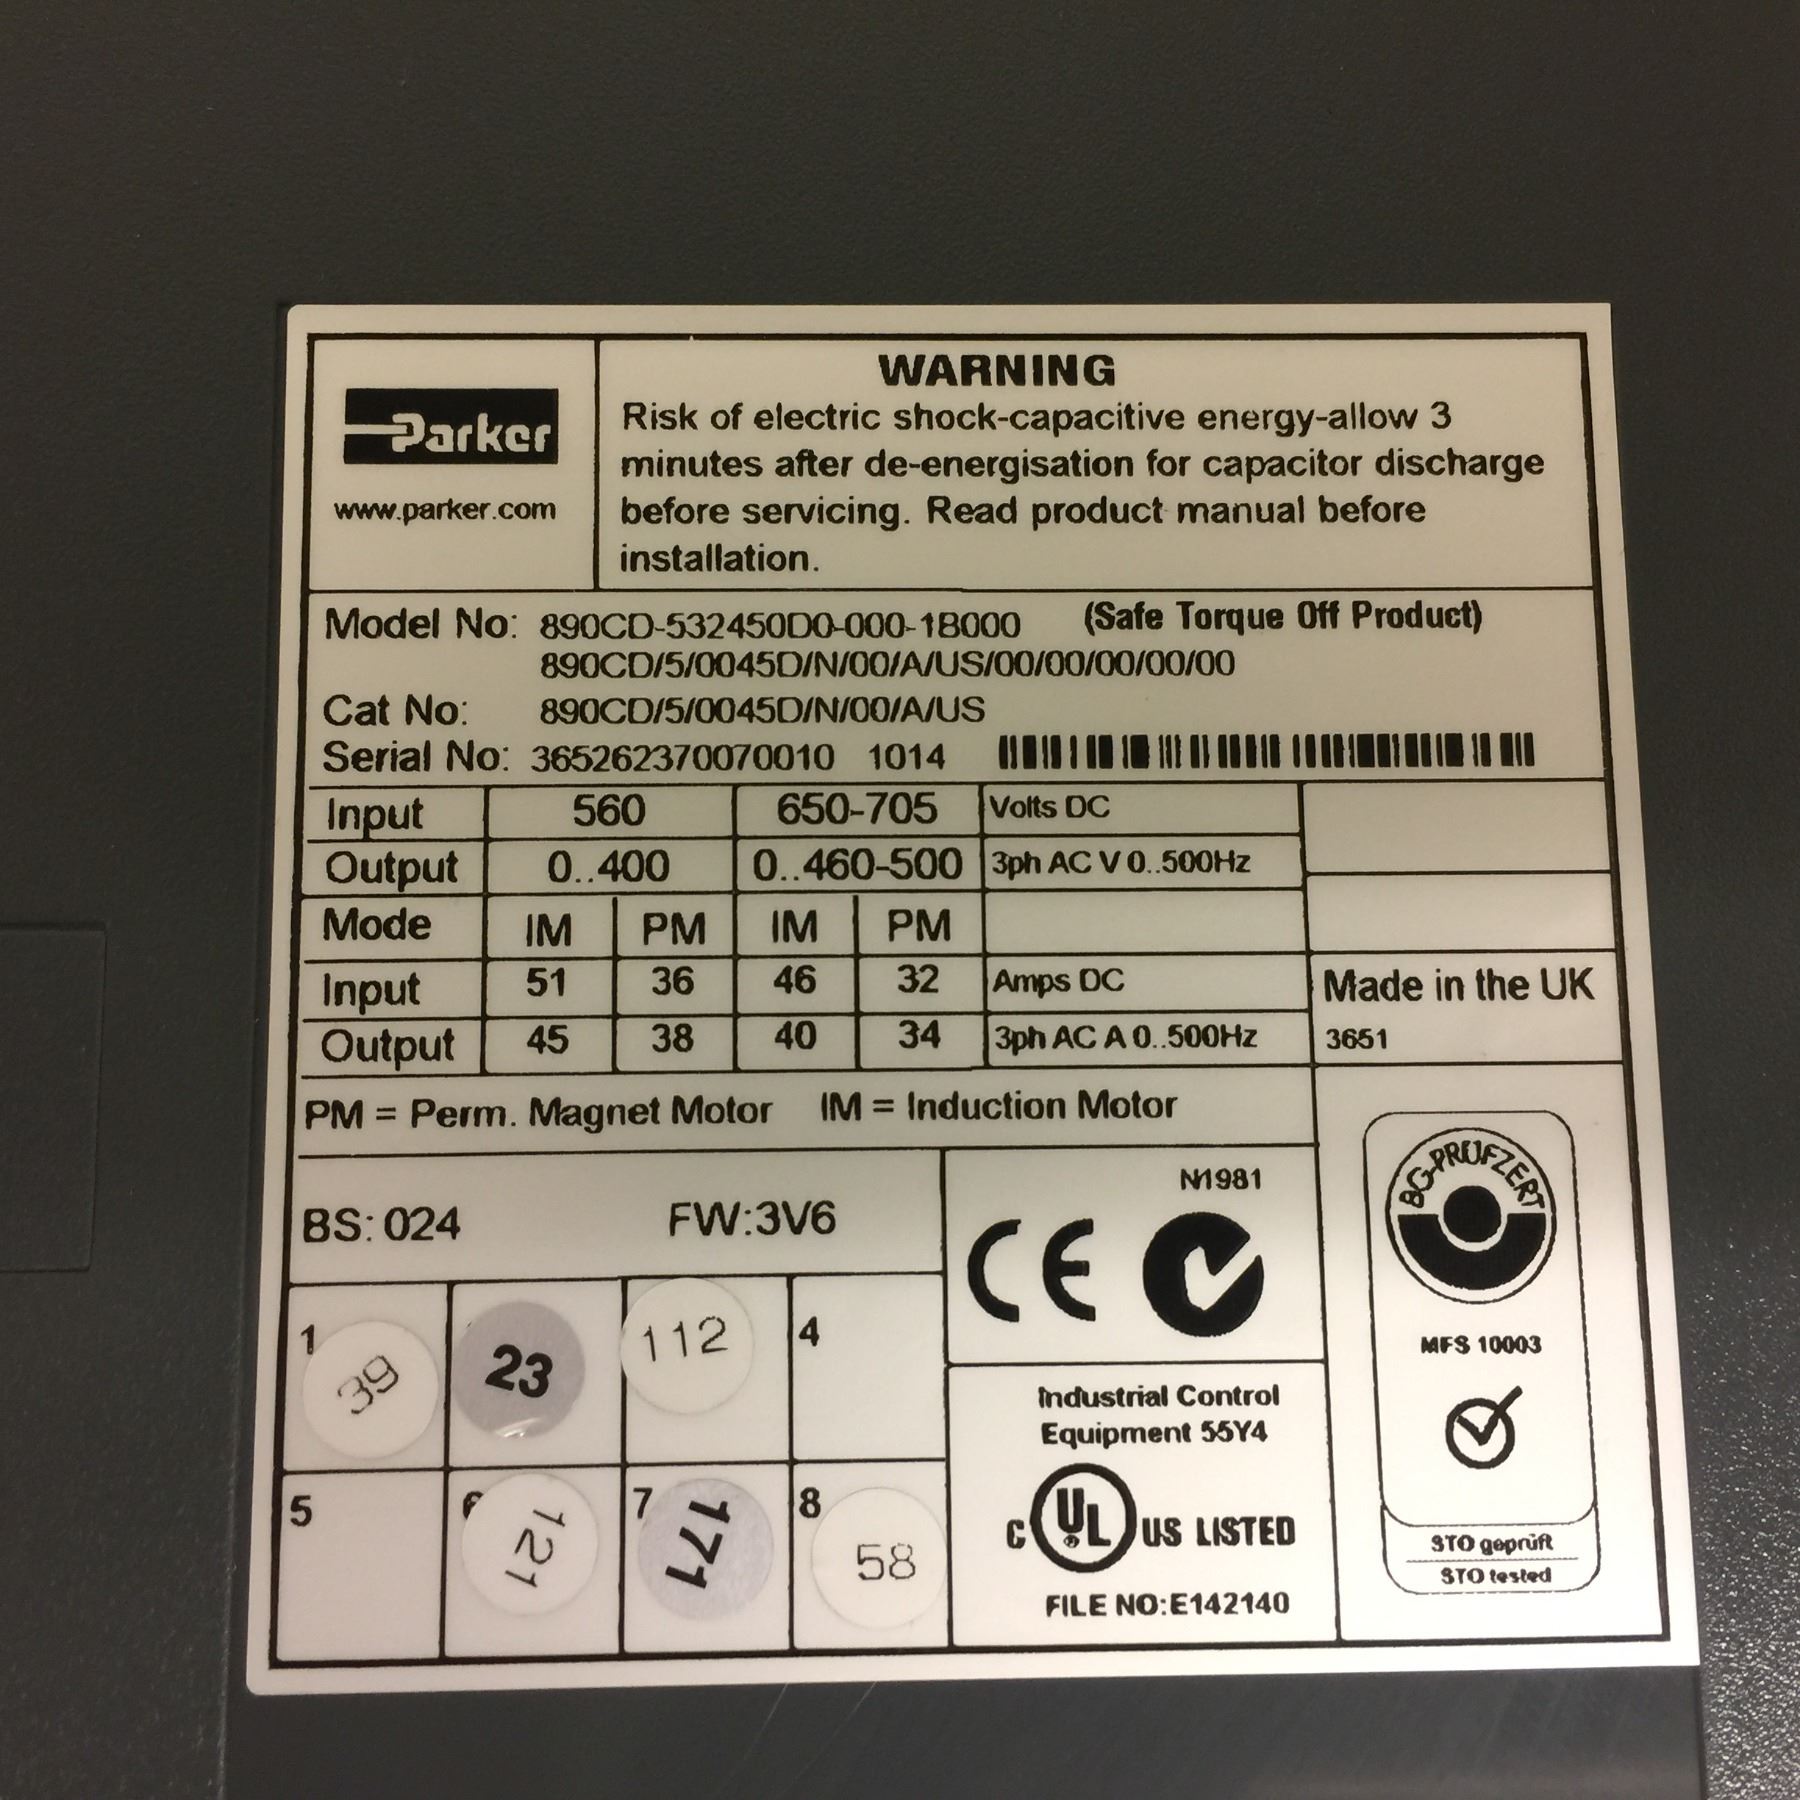 Parker
www.parker.com
WARNING
Risk of electric shock-capacitive energy-allow 3
minutes after de-energisation for capacitor discharge
before servicing. Read product manual before
installation.
Model No: 890CD-532450D0-000-1B000 (Safe Torque Off Product)
890CD/5/0045D/N/00/A/US/00/00/00/00/00
Cat No: 890CD/5/0045D/N/00/A/US
Serial No: 365262370070010 1014
Input 560 650-705 Volts DC
Output 0..400 0..460-500 3ph AC V 0..500Hz
Mode IM PM IM PM
Input 51 36 46 32 Amps DC
Output 45 38 40 34 3ph AC A 0..500Hz
Made in the UK
3651
PM = Perm. Magnet Motor IM = Induction Motor
BS: 024 FW:3V6
N1981
CE
BG-PRÜFZERT
MFS 10003
STO geprüft
STO tested
1 39 23 112 4
5 6 121 7 171 8 58
Industrial Control
Equipment 55Y4
C UL US LISTED
FILE NO:E142140